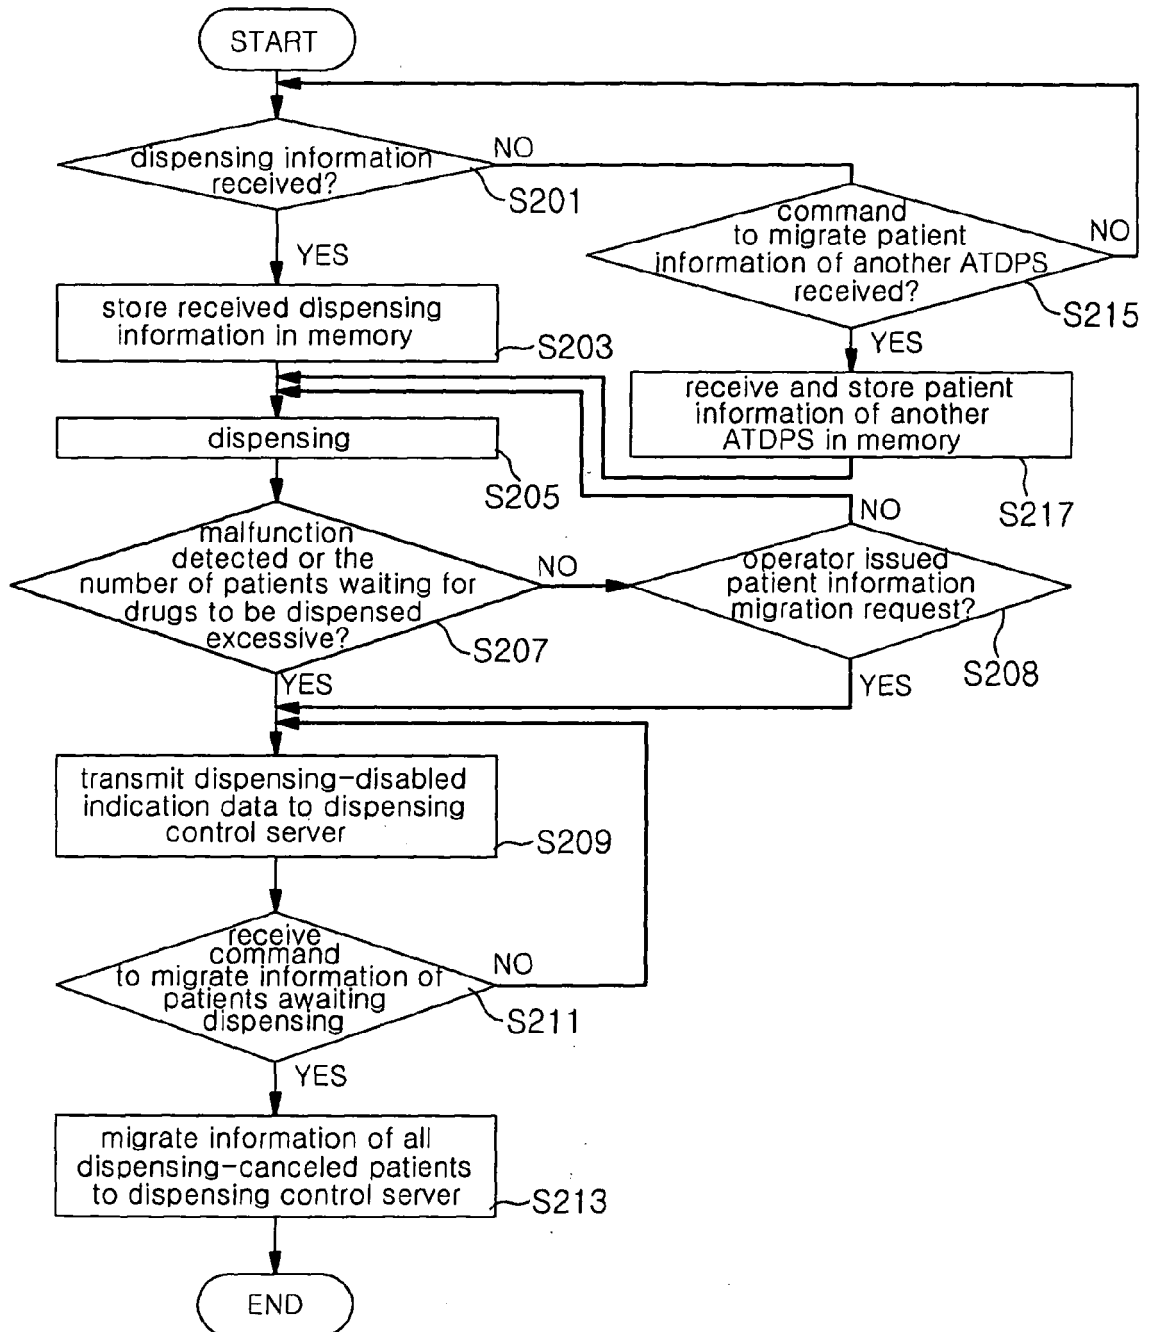 START
dispensing information
received?
NO
S201
YES
command
to migrate patient
information of another ATDPS
received?
NO
S215
YES
store received dispensing
information in memory
S203
receive and store patient
information of another
ATDPS in memory
S217
dispensing
S205
malfunction
detected or the
number of patients waiting for
drugs to be dispensed
excessive?
NO
S207
YES
NO
operator issued
patient information
migration request?
S208
YES
transmit dispensing-disabled
indication data to dispensing
control server
S209
receive
command
to migrate information of
patients awaiting
dispensing
NO
S211
YES
migrate information of all
dispensing-canceled patients
to dispensing control server
S213
END